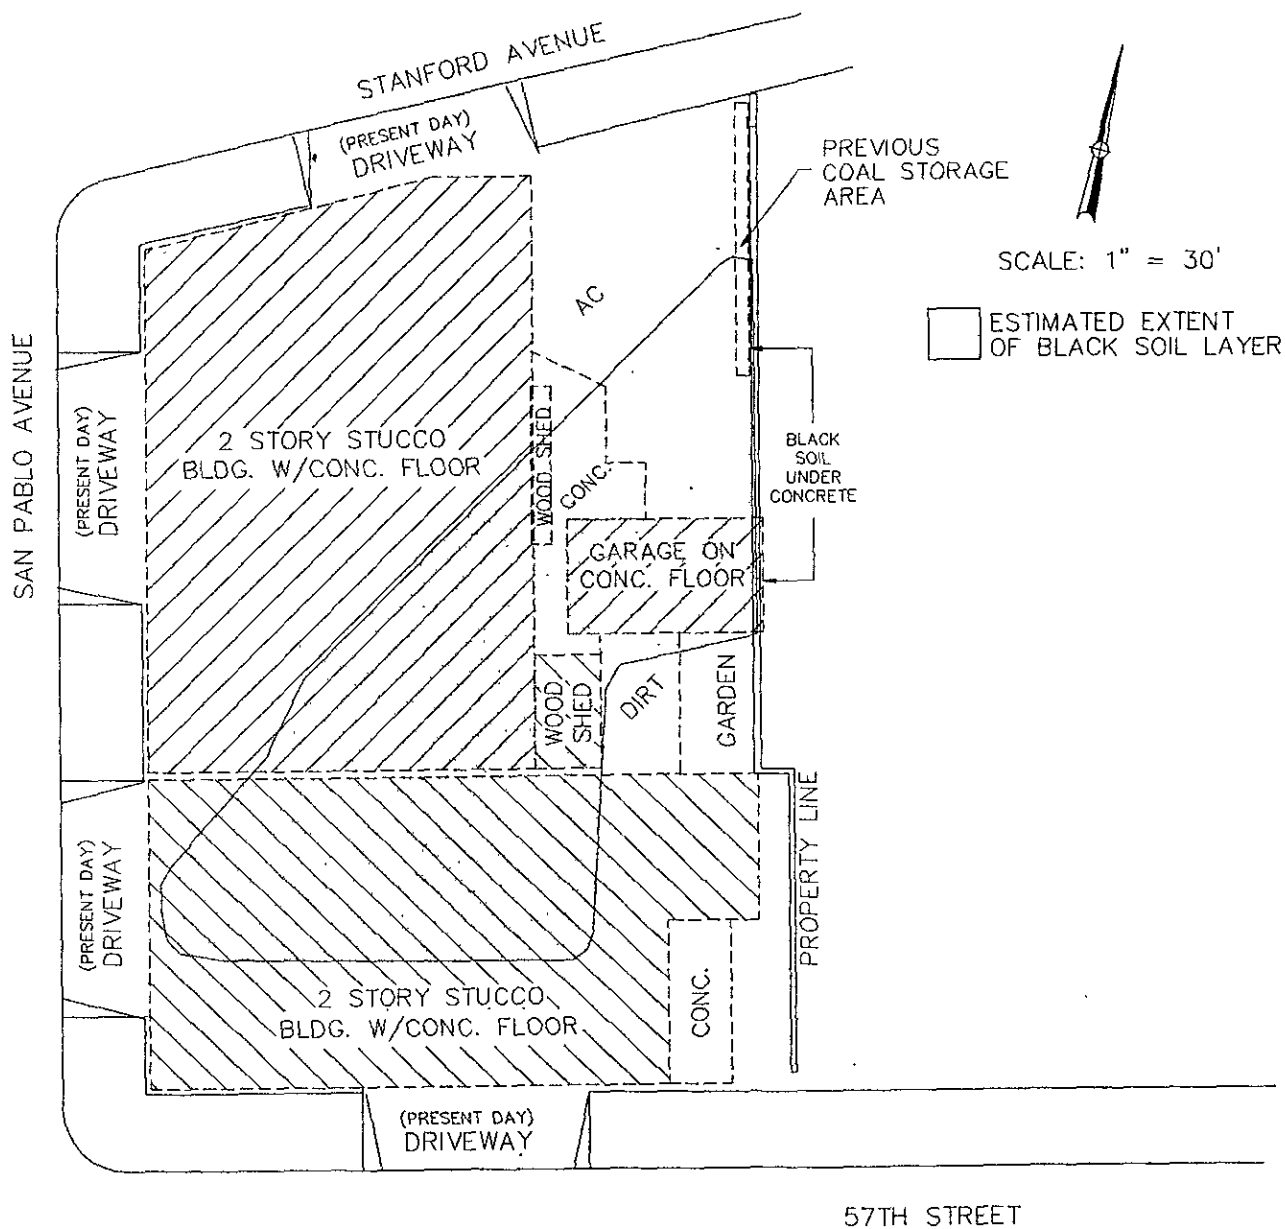 STANFORD AVENUE
(PRESENT DAY)
DRIVEWAY
PREVIOUS
COAL STORAGE
AREA
SCALE: 1" = 30'
ESTIMATED EXTENT
OF BLACK SOIL LAYER
AC
SAN PABLO AVENUE
(PRESENT DAY)
DRIVEWAY
2 STORY STUCCO
BLDG. W/CONC. FLOOR
WOOD SHED
CONC.
BLACK
SOIL
UNDER
CONCRETE
GARAGE ON
CONC. FLOOR
WOOD
SHED
DIRT
GARDEN
PROPERTY LINE
(PRESENT DAY)
DRIVEWAY
2 STORY STUCCO
BLDG. W/CONC. FLOOR
CONC.
(PRESENT DAY)
DRIVEWAY
57TH STREET